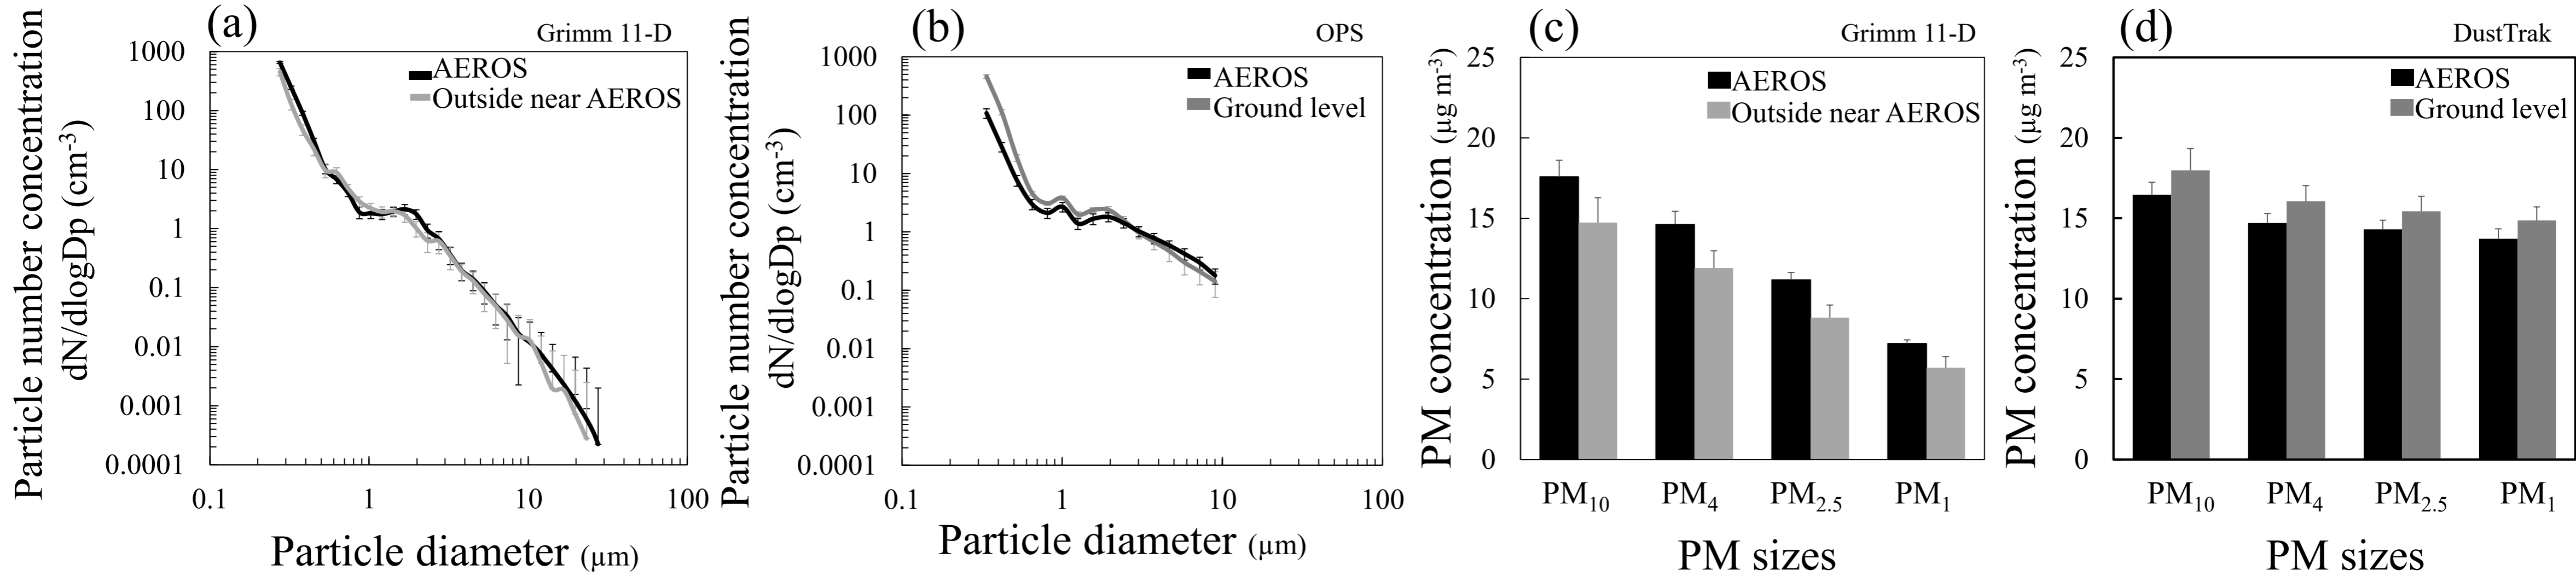 (a)
Grimm 11-D
Particle number concentration
dN/dlogDp (cm-3)
1000
100
10
1
0.1
0.01
0.001
0.0001
AEROS
Outside near AEROS
0.1
1
10
100
Particle diameter (µm)
(b)
OPS
Particle number concentration
dN/dlogDp (cm-3)
1000
100
10
1
0.1
0.01
0.001
0.0001
AEROS
Ground level
0.1
1
10
100
Particle diameter (µm)
(c)
Grimm 11-D
PM concentration (µg m-3)
25
20
15
10
5
0
AEROS
Outside near AEROS
PM10
PM4
PM2.5
PM1
PM sizes
(d)
DustTrak
PM concentration (µg m-3)
25
20
15
10
5
0
AEROS
Ground level
PM10
PM4
PM2.5
PM1
PM sizes